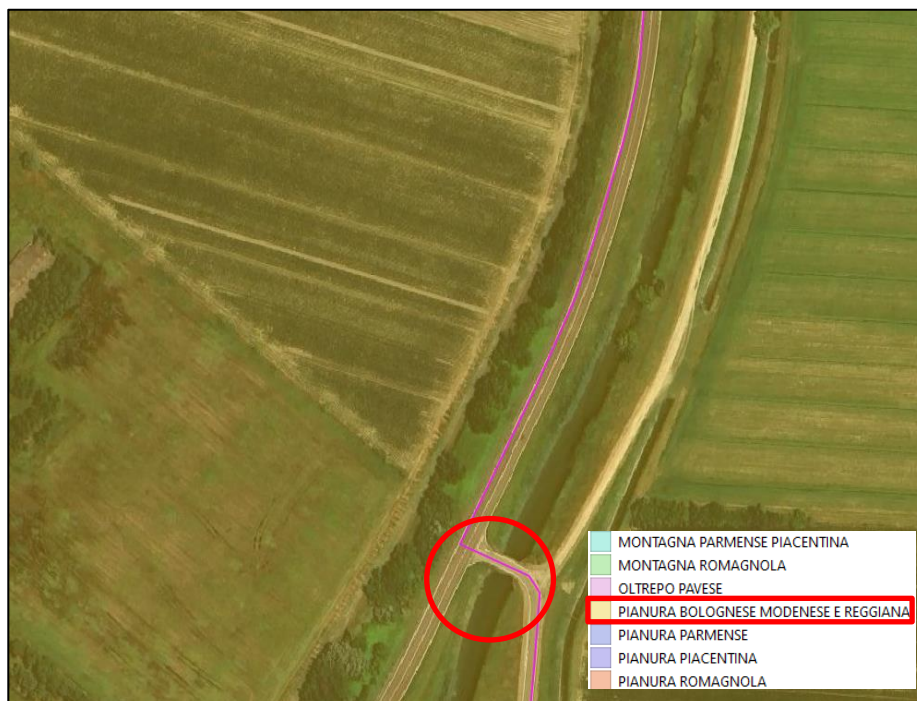 MONTAGNA PARMENSE PIACENTINA
MONTAGNA ROMAGNOLA
OLTREPO PAVESE
PIANURA BOLOGNESE MODENESE E REGGIANA
PIANURA PARMENSE
PIANURA PIACENTINA
PIANURA ROMAGNOLA